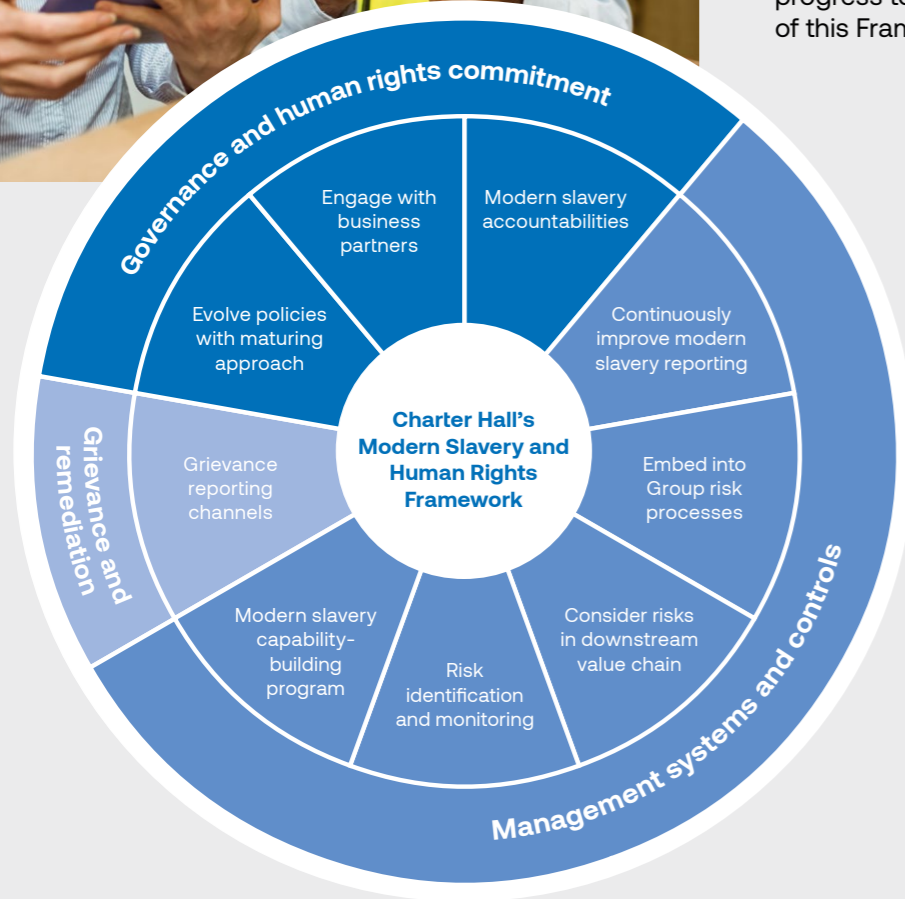 of this Fram
Governance and human rights commitment
Engage with
business
partners
Modern slavery
accountabilities
Evolve policies
with maturing
approach
Continuously
improve modern
slavery reporting
Charter Hall’s
Modern Slavery and
Human Rights
Framework
Grievance and
remediation
Grievance
reporting
channels
Embed into
Group risk
processes
Modern slavery
capability-
building
program
Risk
identification
and monitoring
Consider risks
in downstream
value chain
Management systems and controls